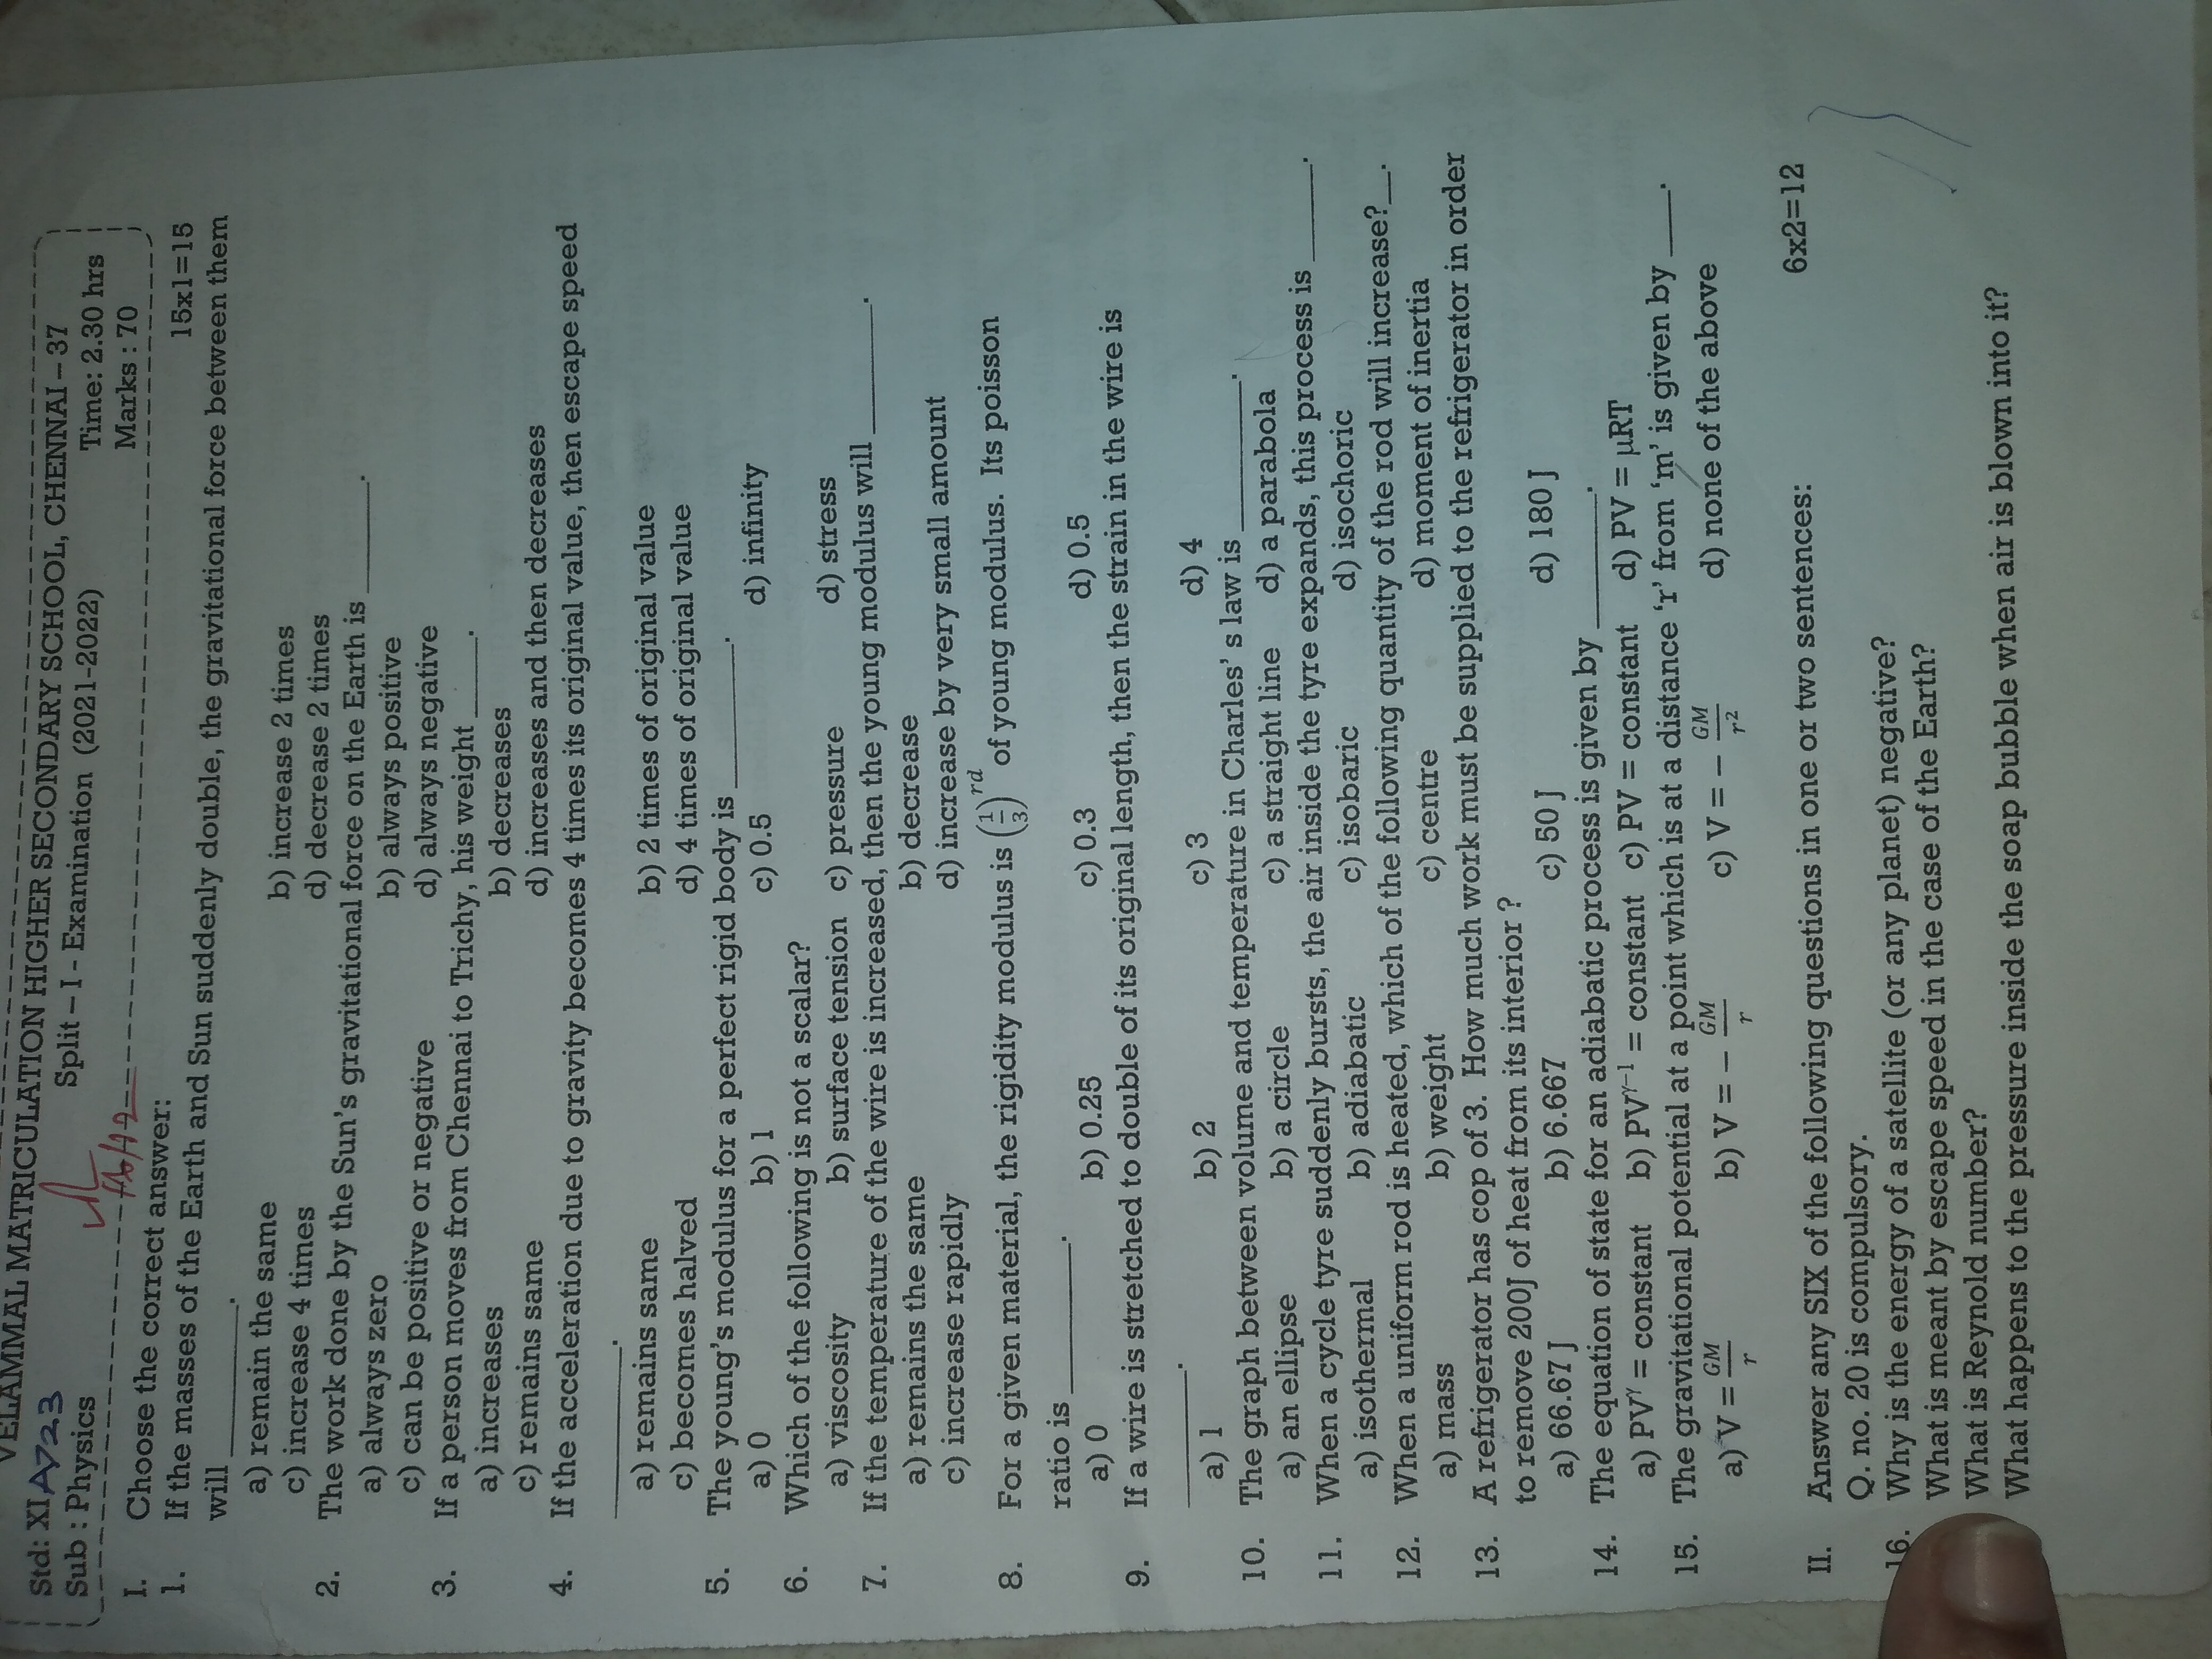 VELAMMAL MATRICULATION HIGHER SECONDARY SCHOOL, CHENNAI – 37
Std: XI A723
Split – I - Examination (2021-2022)
Sub : Physics
Time: 2.30 hrs
Marks : 70
I. Choose the correct answer:
15x1=15
1. If the masses of the Earth and Sun suddenly double, the gravitational force between them
will ________.
a) remain the same b) increase 2 times
c) increase 4 times d) decrease 2 times
2. The work done by the Sun's gravitational force on the Earth is ______.
a) always zero b) always positive
c) can be positive or negative d) always negative
3. If a person moves from Chennai to Trichy, his weight _____.
a) increases b) decreases
c) remains same d) increases and then decreases
4. If the acceleration due to gravity becomes 4 times its original value, then escape speed
_________.
a) remains same b) 2 times of original value
c) becomes halved d) 4 times of original value
5. The young's modulus for a perfect rigid body is ________.
a) 0 b) 1 c) 0.5 d) infinity
6. Which of the following is not a scalar?
a) viscosity b) surface tension c) pressure d) stress
7. If the temperature of the wire is increased, then the young modulus will _______.
a) remains the same b) decrease
c) increase rapidly d) increase by very small amount
8. For a given material, the rigidity modulus is (1/3)^rd of young modulus. Its poisson
ratio is ________.
a) 0 b) 0.25 c) 0.3 d) 0.5
9. If a wire is stretched to double of its original length, then the strain in the wire is
________.
a) 1 b) 2 c) 3 d) 4
10. The graph between volume and temperature in Charles' s law is ________.
a) an ellipse b) a circle c) a straight line d) a parabola
11. When a cycle tyre suddenly bursts, the air inside the tyre expands, this process is _____.
a) isothermal b) adiabatic c) isobaric d) isochoric
12. When a uniform rod is heated, which of the following quantity of the rod will increase?__.
a) mass b) weight c) centre d) moment of inertia
13. A refrigerator has cop of 3. How much work must be supplied to the refrigerator in order
to remove 200J of heat from its interior ?
a) 66.67 J b) 6.667 c) 50 J d) 180 J
14. The equation of state for an adiabatic process is given by _______.
a) PV^γ = constant b) PV^γ−1 = constant c) PV = constant d) PV = μRT
15. The gravitational potential at a point which is at a distance 'r' from 'm' is given by ____.
a) V = GM/r b) V = − GM/r c) V = − GM/r² d) none of the above
II. Answer any SIX of the following questions in one or two sentences: 6x2=12
Q. no. 20 is compulsory.
16. Why is the energy of a satellite (or any planet) negative?
What is meant by escape speed in the case of the Earth?
What is Reynold number?
What happens to the pressure inside the soap bubble when air is blown into it?